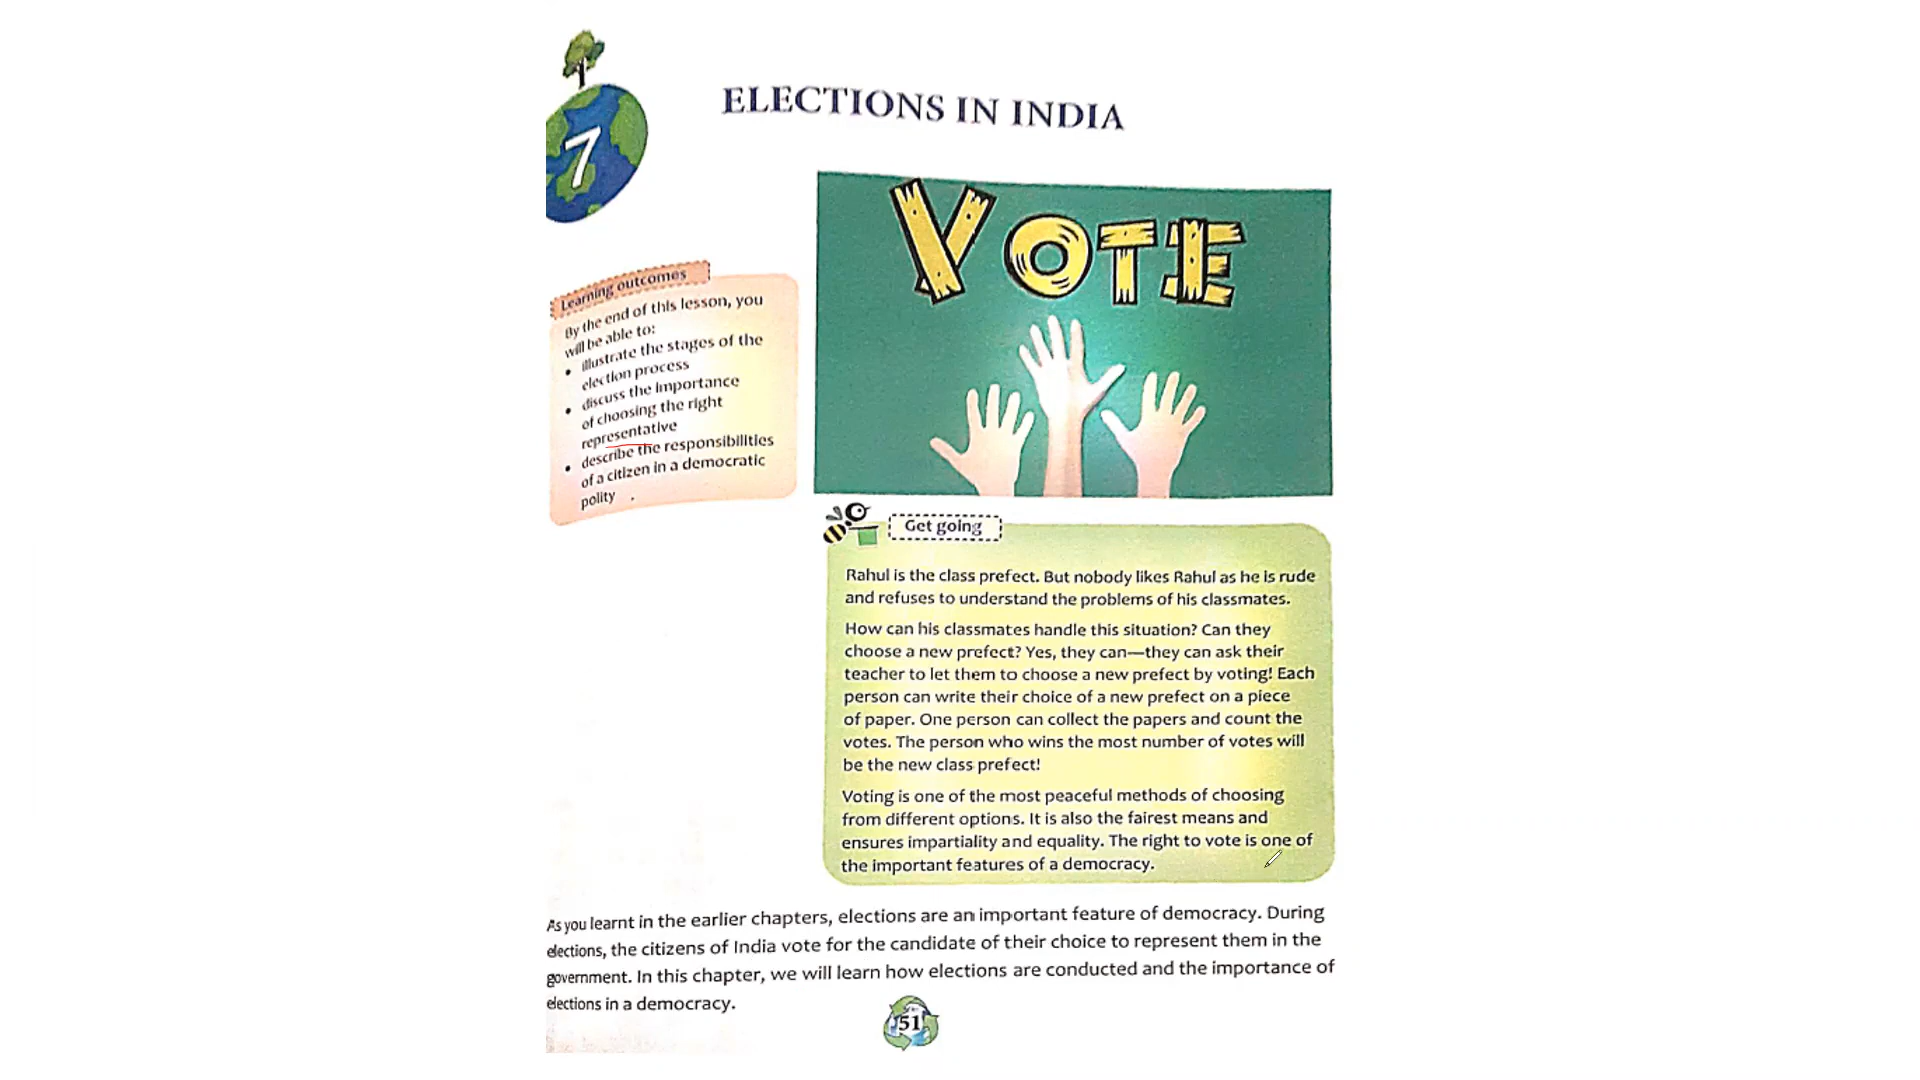 7
ELECTIONS IN INDIA
VOTE
Learning outcomes
By the end of this lesson, you
will be able to:
• illustrate the stages of the
election process
• discuss the importance
of choosing the right
representative
• describe the responsibilities
of a citizen in a democratic
polity
Get going
Rahul is the class prefect. But nobody likes Rahul as he is rude
and refuses to understand the problems of his classmates.
How can his classmates handle this situation? Can they
choose a new prefect? Yes, they can—they can ask their
teacher to let them to choose a new prefect by voting! Each
person can write their choice of a new prefect on a piece
of paper. One person can collect the papers and count the
votes. The person who wins the most number of votes will
be the new class prefect!
Voting is one of the most peaceful methods of choosing
from different options. It is also the fairest means and
ensures impartiality and equality. The right to vote is one of
the important features of a democracy.
As you learnt in the earlier chapters, elections are an important feature of democracy. During
elections, the citizens of India vote for the candidate of their choice to represent them in the
government. In this chapter, we will learn how elections are conducted and the importance of
elections in a democracy.
51